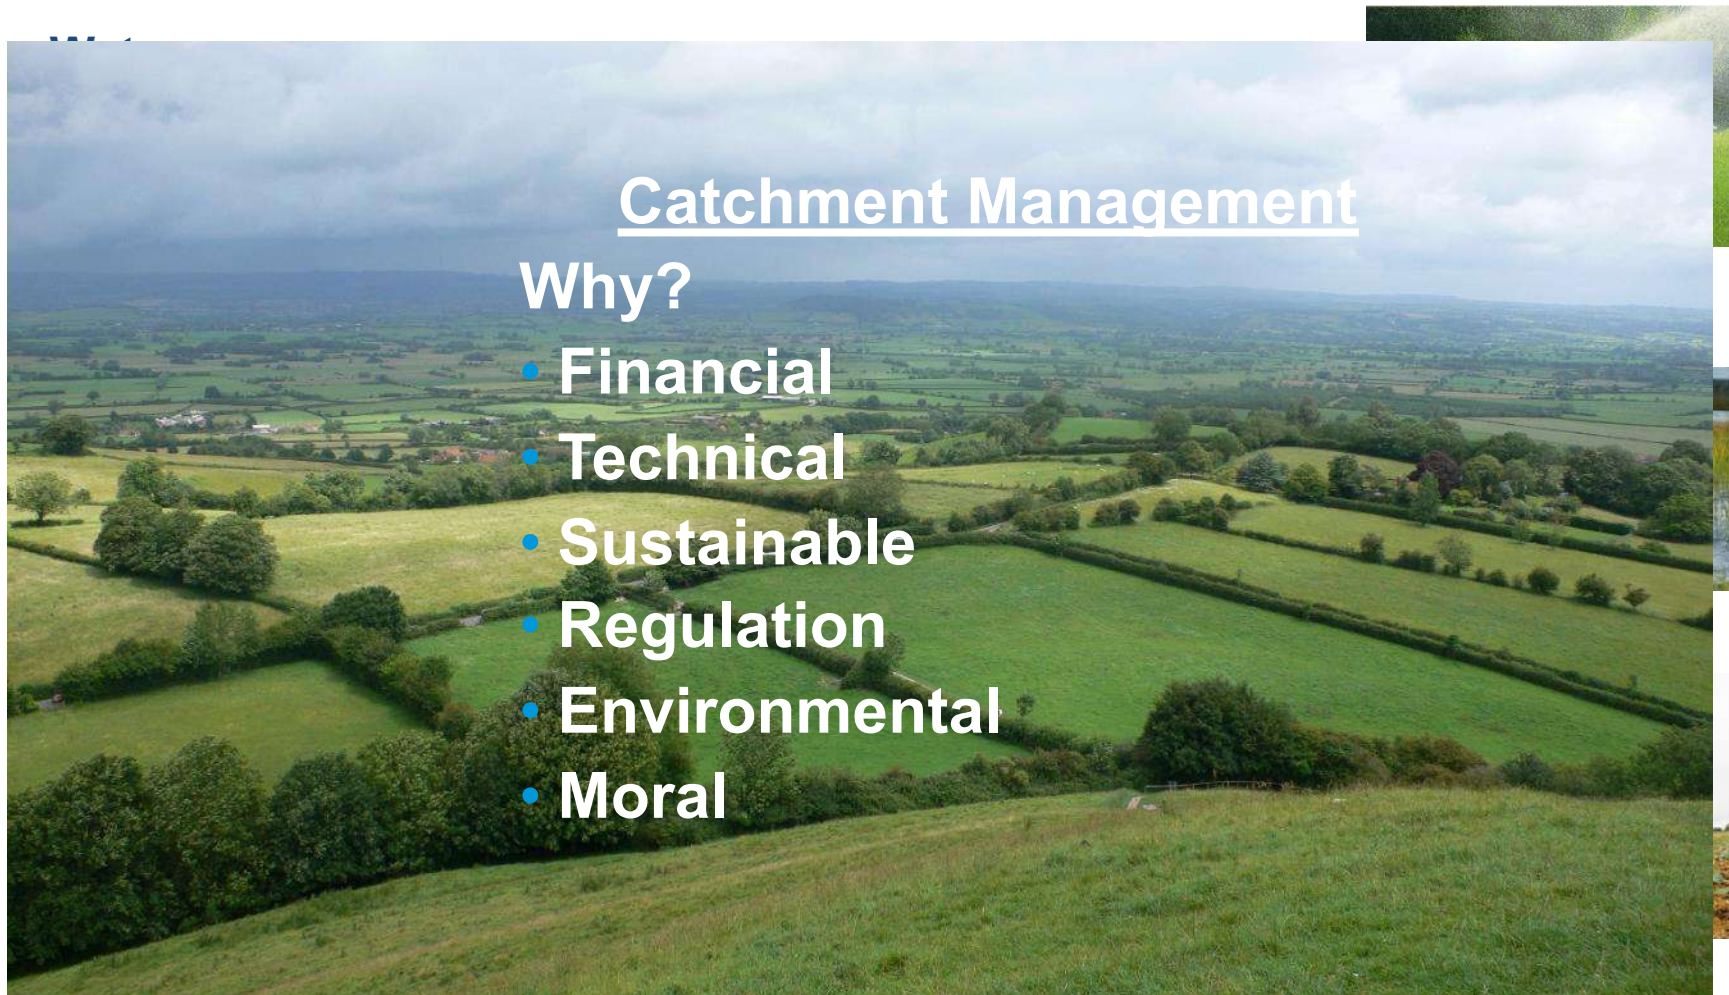 Catchment Management
Why?
• Financial
• Technical
• Sustainable
• Regulation
• Environmental
• Moral